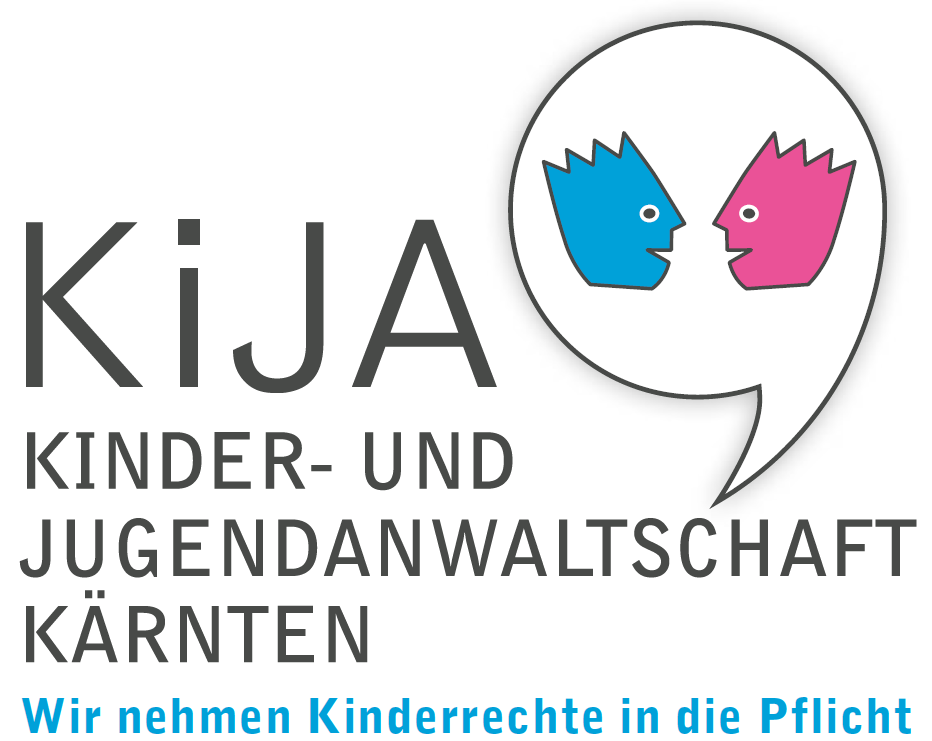 KiJA
KINDER- UND
JUGENDANWALTSCHAFT
KÄRNTEN
Wir nehmen Kinderrechte in die Pflicht